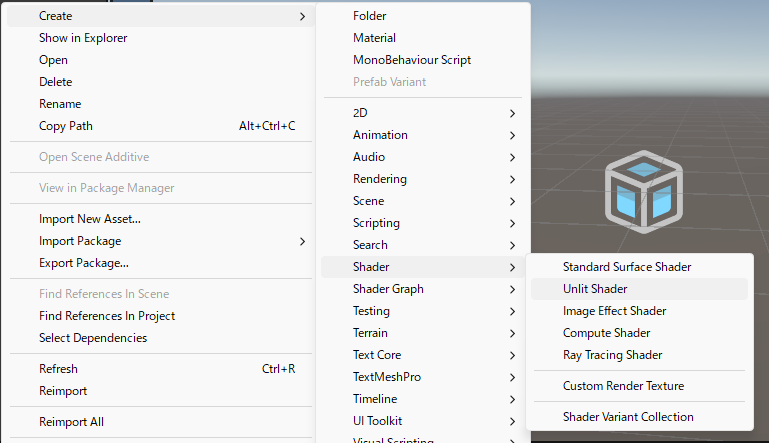 Create
Show in Explorer
Open
Delete
Rename
Copy Path Alt+Ctrl+C
Open Scene Additive
View in Package Manager
Import New Asset...
Import Package
Export Package...
Find References In Scene
Find References In Project
Select Dependencies
Refresh Ctrl+R
Reimport
Reimport All
Folder
Material
MonoBehaviour Script
Prefab Variant
2D
Animation
Audio
Rendering
Scene
Scripting
Search
Shader
Shader Graph
Testing
Terrain
Text Core
TextMeshPro
Timeline
UI Toolkit
Visual Scripting
Standard Surface Shader
Unlit Shader
Image Effect Shader
Compute Shader
Ray Tracing Shader
Custom Render Texture
Shader Variant Collection